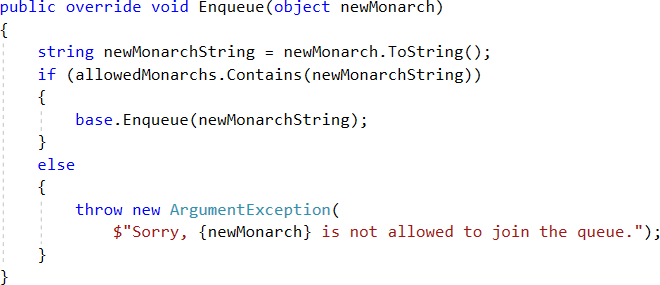 public override void Enqueue(object newMonarch)
{
    string newMonarchString = newMonarch.ToString();
    if (allowedMonarchs.Contains(newMonarchString))
    {
        base.Enqueue(newMonarchString);
    }
    else
    {
        throw new ArgumentException(
            $"Sorry, {newMonarch} is not allowed to join the queue.");
    }
}